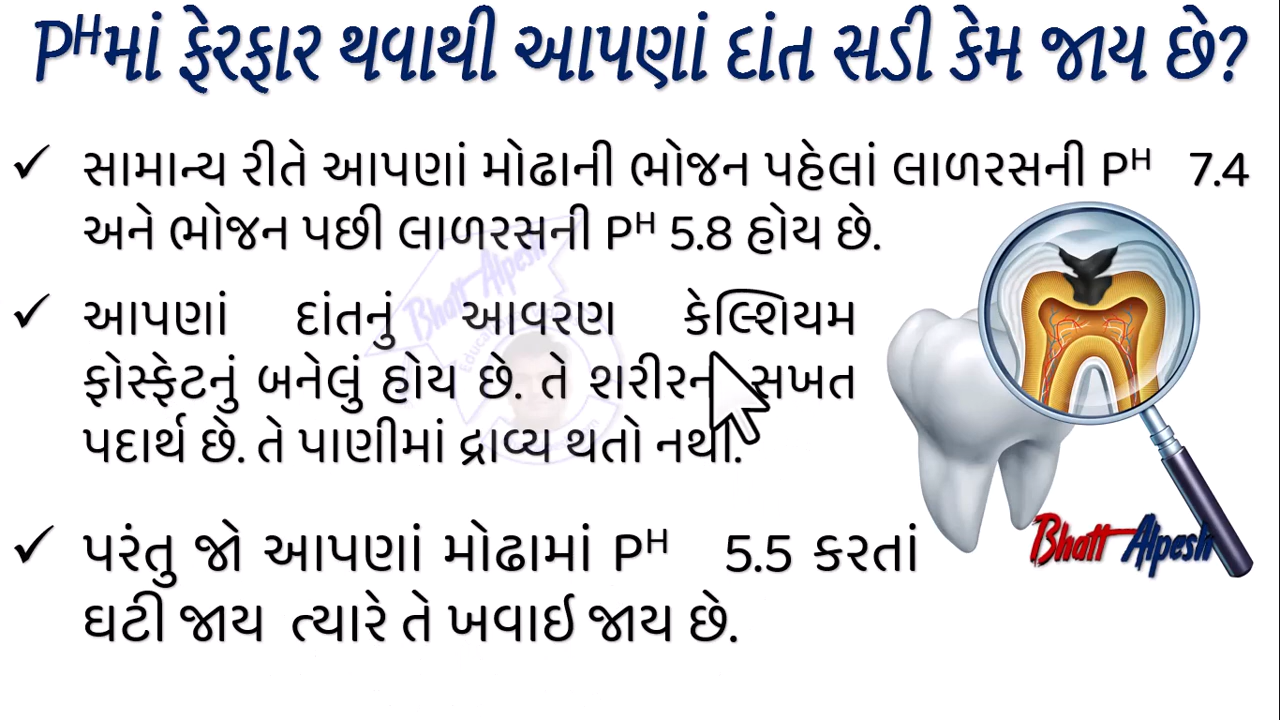 Pᴴમાં ફેરફાર થવાથી આપણાં દાંત સડી કેમ જાય છે?
✓ સામાન્ય રીતે આપણાં મોઢાની ભોજન પહેલાં લાળરસની Pᴴ 7.4
અને ભોજન પછી લાળરસની Pᴴ 5.8 હોય છે.
✓ આપણાં દાંતનું આવરણ કેલ્શિયમ
ફોસ્ફેટનું બનેલું હોય છે. તે શરીરનો સખત
પદાર્થ છે. તે પાણીમાં દ્રાવ્ય થતો નથી.
✓ પરંતુ જો આપણાં મોઢામાં Pᴴ 5.5 કરતાં
ઘટી જાય ત્યારે તે ખવાઇ જાય છે.
Bhatt Alpesh
Bhatt Alpesh